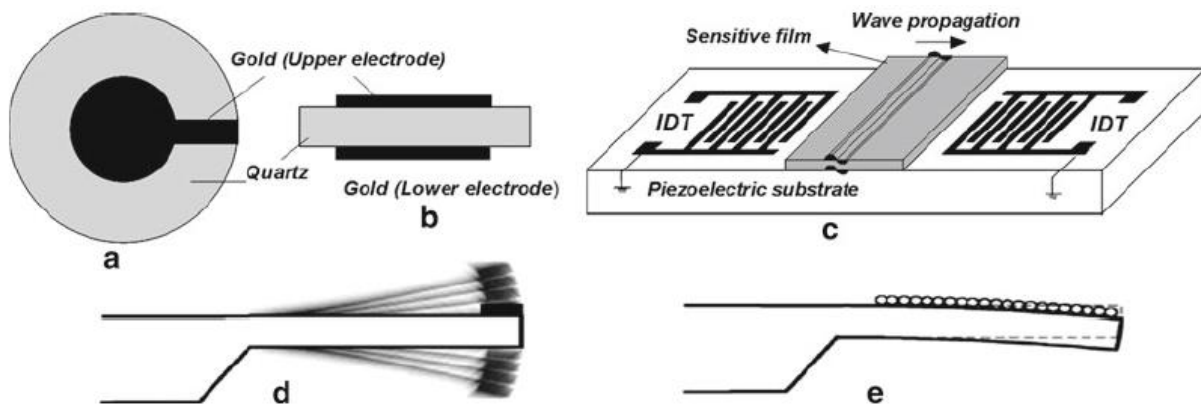 Gold (Upper electrode)
Quartz
Gold (Lower electrode)
a
b
Wave propagation
Sensitive film
IDT
IDT
Piezoelectric substrate
c
d
e